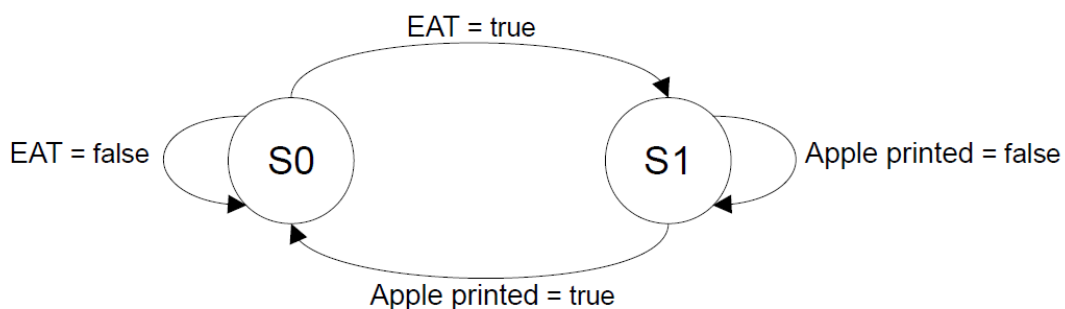 EAT = true
EAT = false
S0
S1
Apple printed = false
Apple printed = true